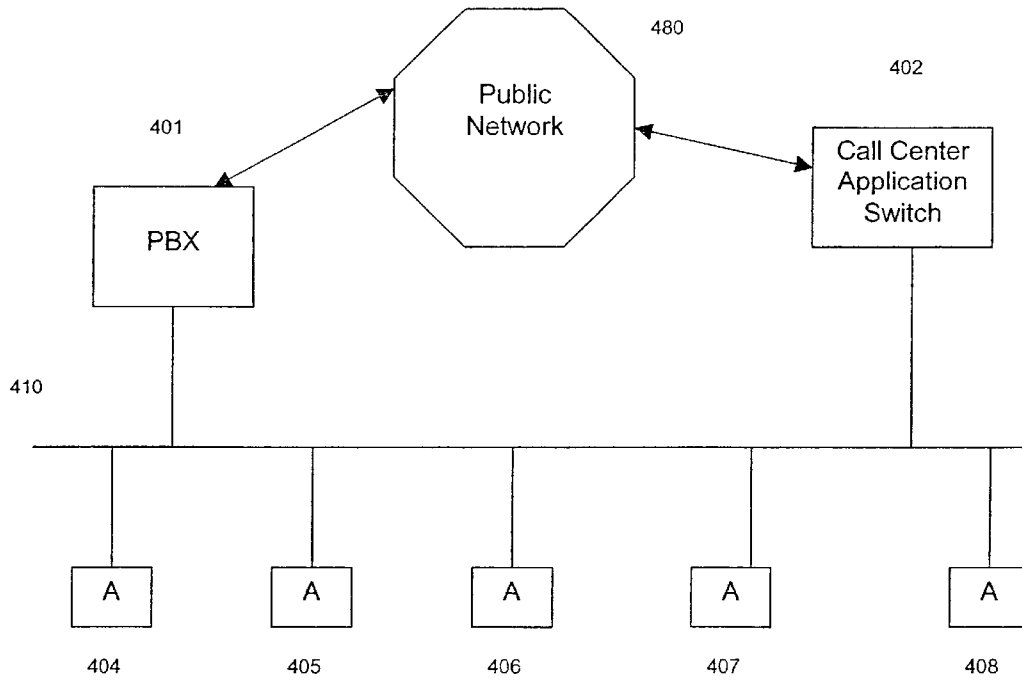 480
402
Public
Network
401
Call Center
Application
Switch
PBX
410
A A A A A
404 405 406 407 408